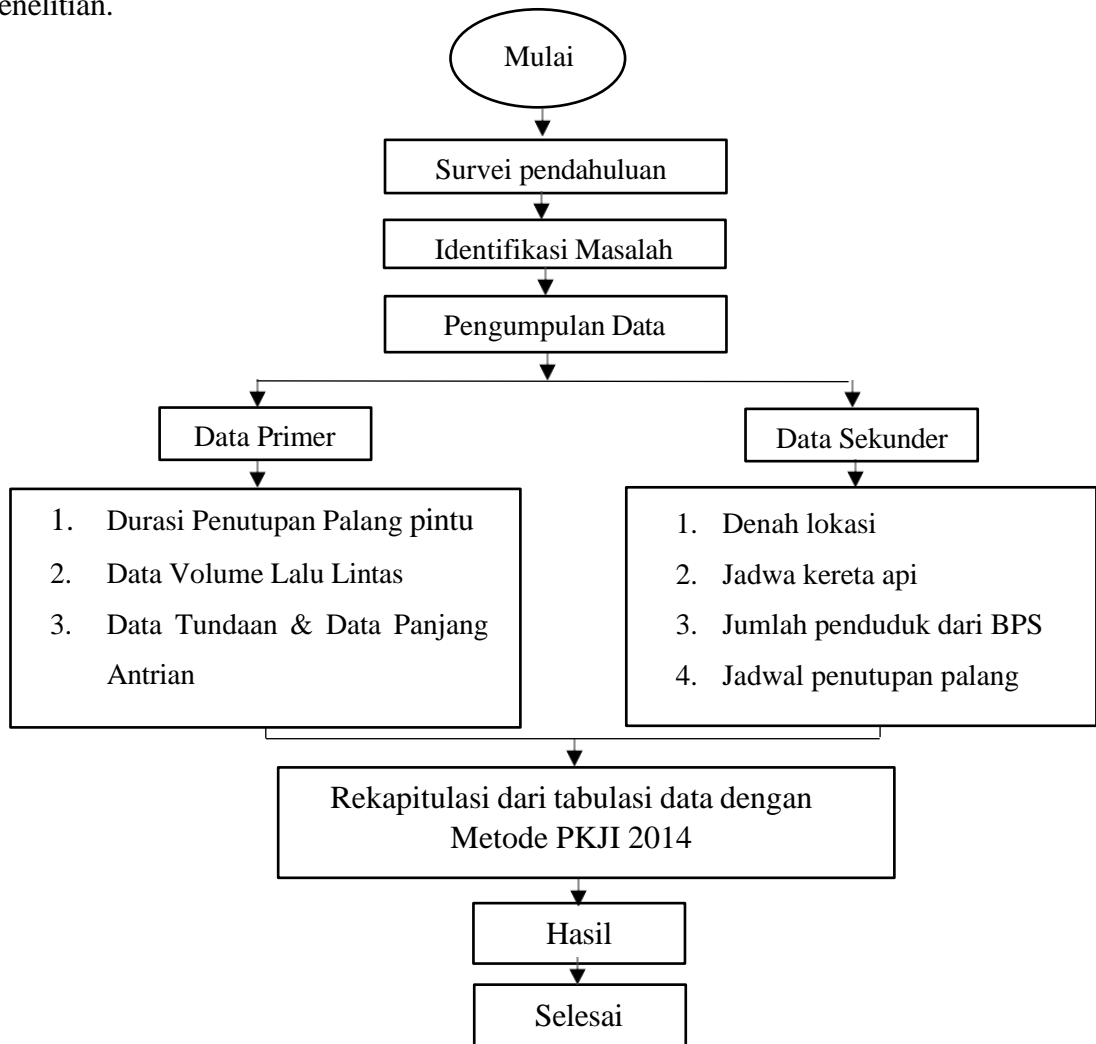 enelitian.
Mulai
Survei pendahuluan
Identifikasi Masalah
Pengumpulan Data
Data Primer
1. Durasi Penutupan Palang pintu
2. Data Volume Lalu Lintas
3. Data Tundaan & Data Panjang
Antrian
Data Sekunder
1. Denah lokasi
2. Jadwa kereta api
3. Jumlah penduduk dari BPS
4. Jadwal penutupan palang
Rekapitulasi dari tabulasi data dengan
Metode PKJI 2014
Hasil
Selesai